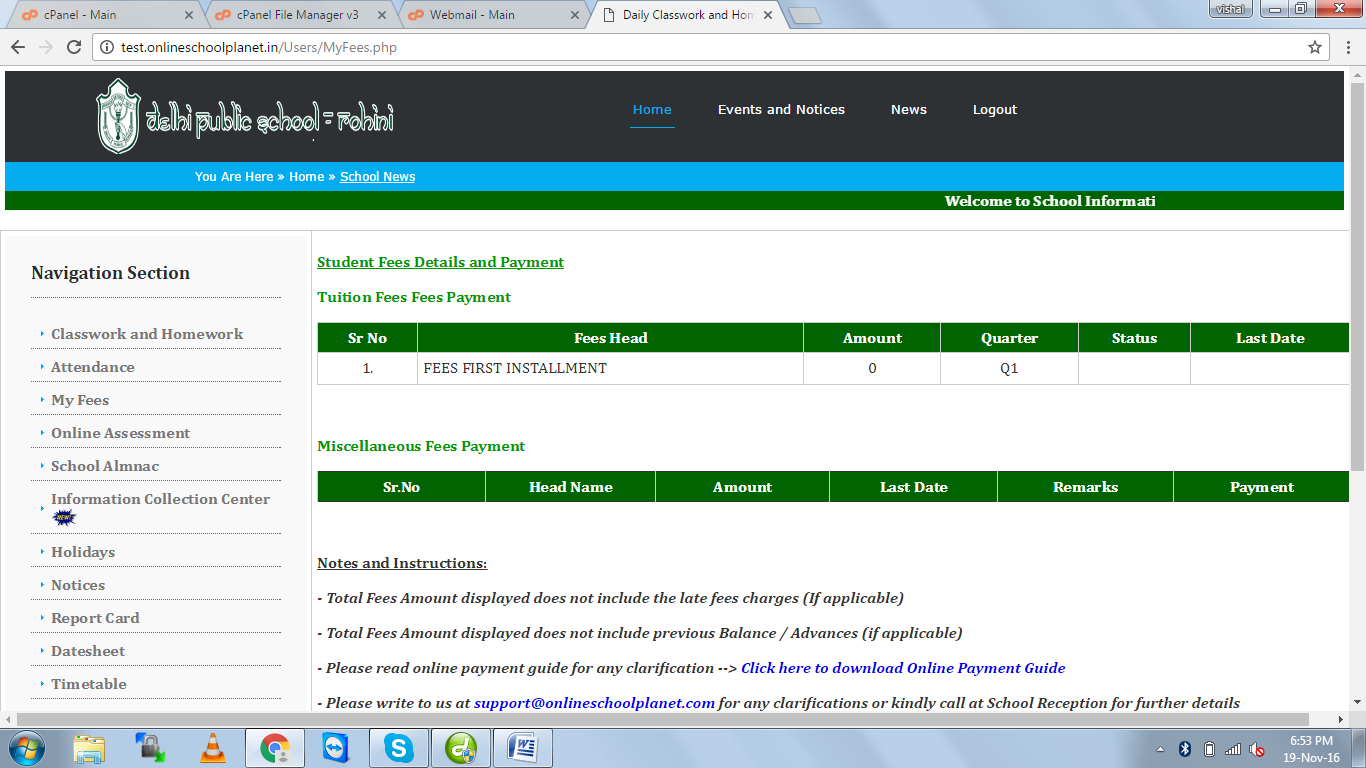 cPanel - Main
cPanel File Manager v3
Webmail - Main
Daily Classwork and Hom
vishal
test.onlineschoolplanet.in/Users/MyFees.php
delhi public school - rohini
Home
Events and Notices
News
Logout
You Are Here » Home » School News
Welcome to School Informati
Navigation Section
Classwork and Homework
Attendance
My Fees
Online Assessment
School Almnac
Information Collection Center
NEW
Holidays
Notices
Report Card
Datesheet
Timetable
Student Fees Details and Payment
Tuition Fees Fees Payment
Sr No Fees Head Amount Quarter Status Last Date
1. FEES FIRST INSTALLMENT 0 Q1
Miscellaneous Fees Payment
Sr.No Head Name Amount Last Date Remarks Payment
Notes and Instructions:
- Total Fees Amount displayed does not include the late fees charges (If applicable)
- Total Fees Amount displayed does not include previous Balance / Advances (if applicable)
- Please read online payment guide for any clarification --> Click here to download Online Payment Guide
- Please write to us at support@onlineschoolplanet.com for any clarifications or kindly call at School Reception for further details
6:53 PM
19-Nov-16